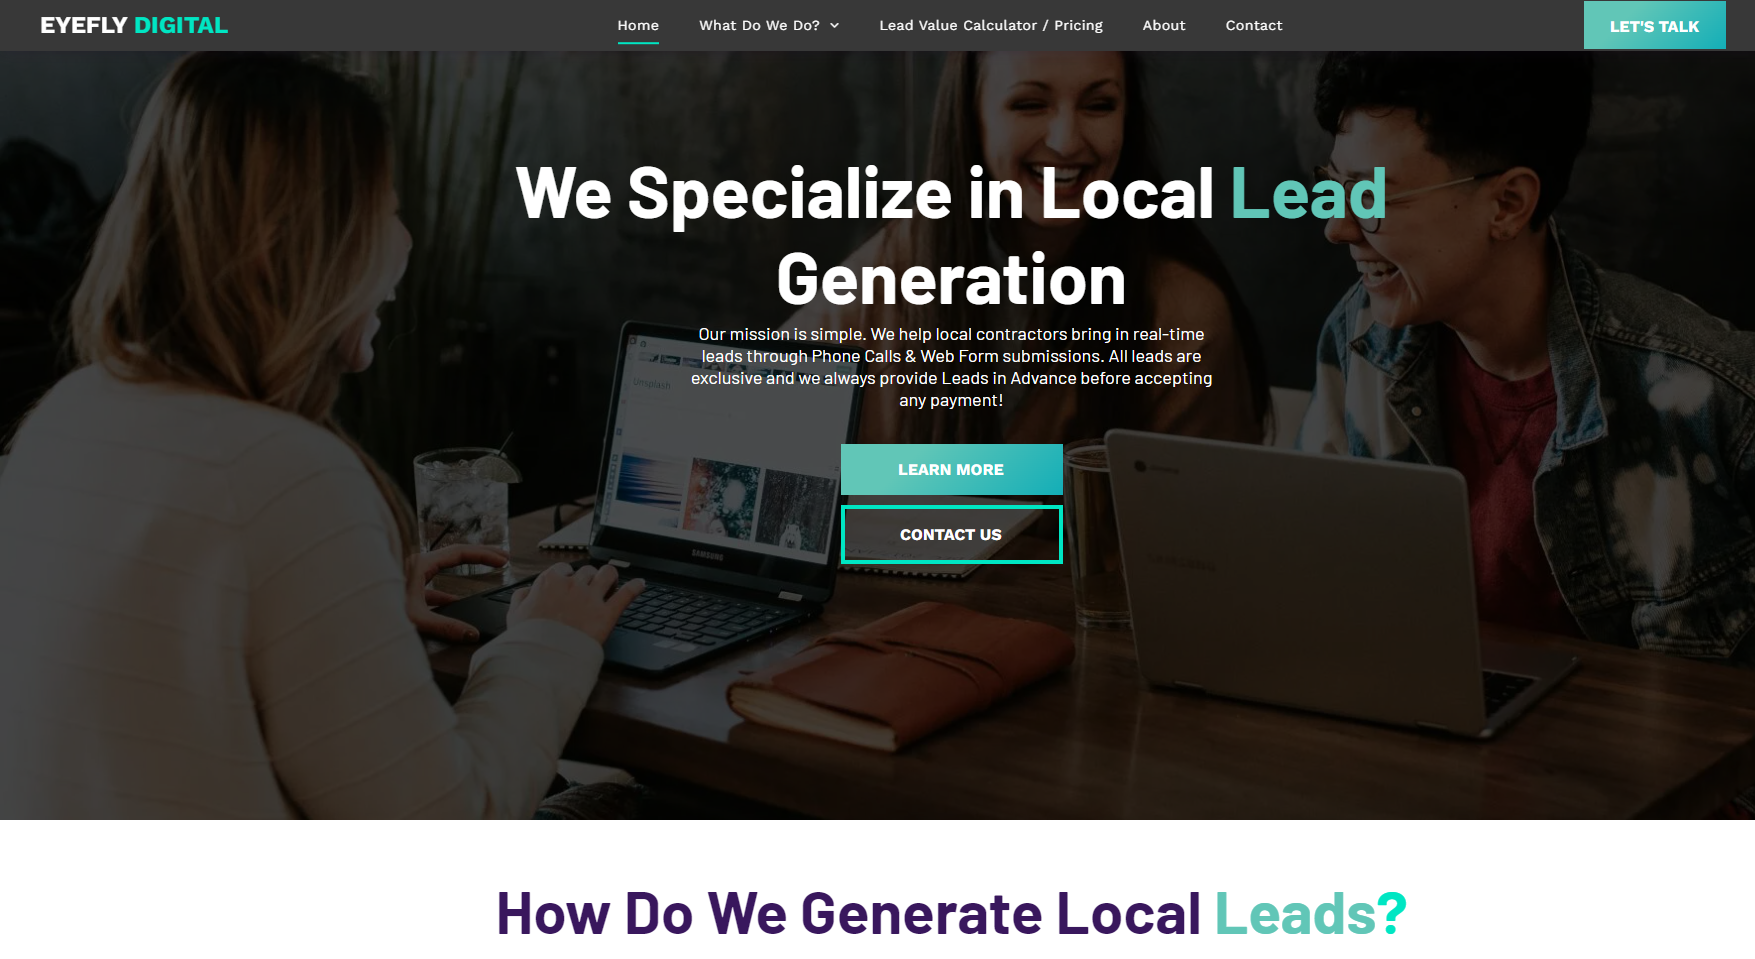 EYEFLY DIGITAL
Home
What Do We Do?
Lead Value Calculator / Pricing
About
Contact
LET'S TALK
We Specialize in Local Lead
Generation
Our mission is simple. We help local contractors bring in real-time
leads through Phone Calls & Web Form submissions. All leads are
exclusive and we always provide Leads in Advance before accepting
any payment!
Unsplash
LEARN MORE
CONTACT US
SAMSUNG
How Do We Generate Local Leads?